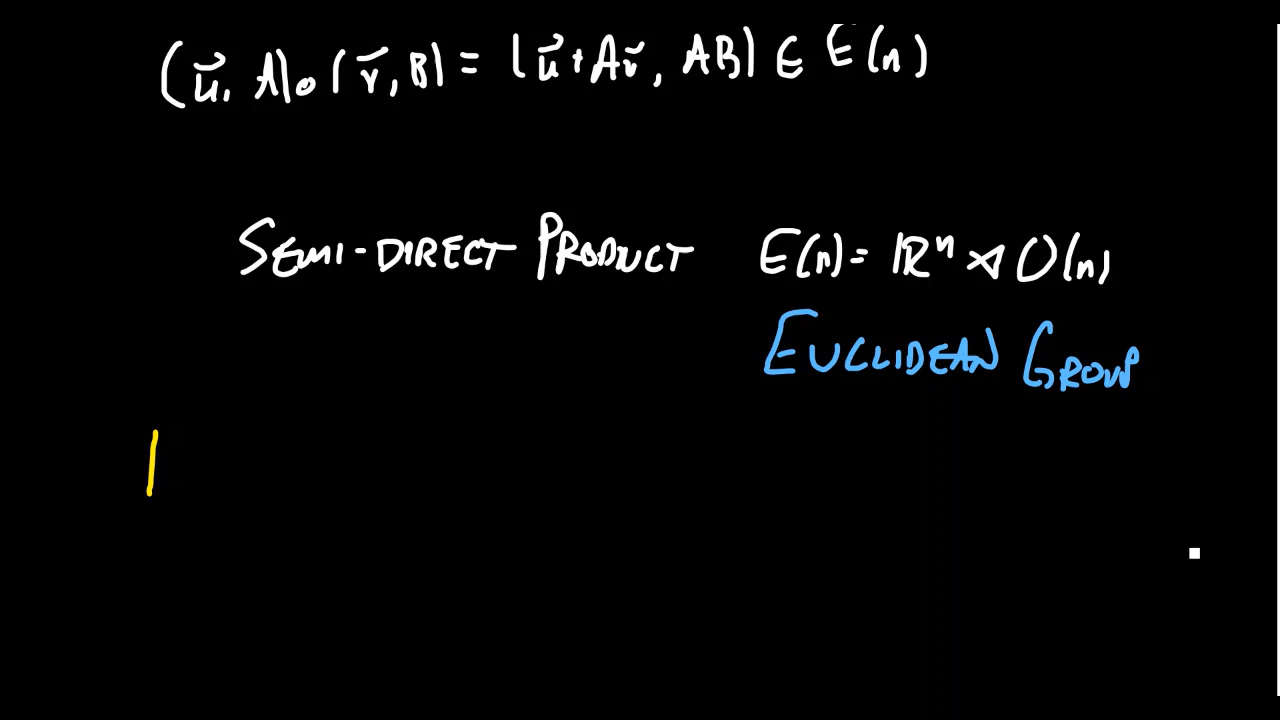 (u⃗, A)∘(v⃗, B) = (u⃗+Av⃗, AB) ∈ E(n)
SEMI-DIRECT PRODUCT E(n) = ℝⁿ ⋊ O(n)
EUCLIDEAN GROUP